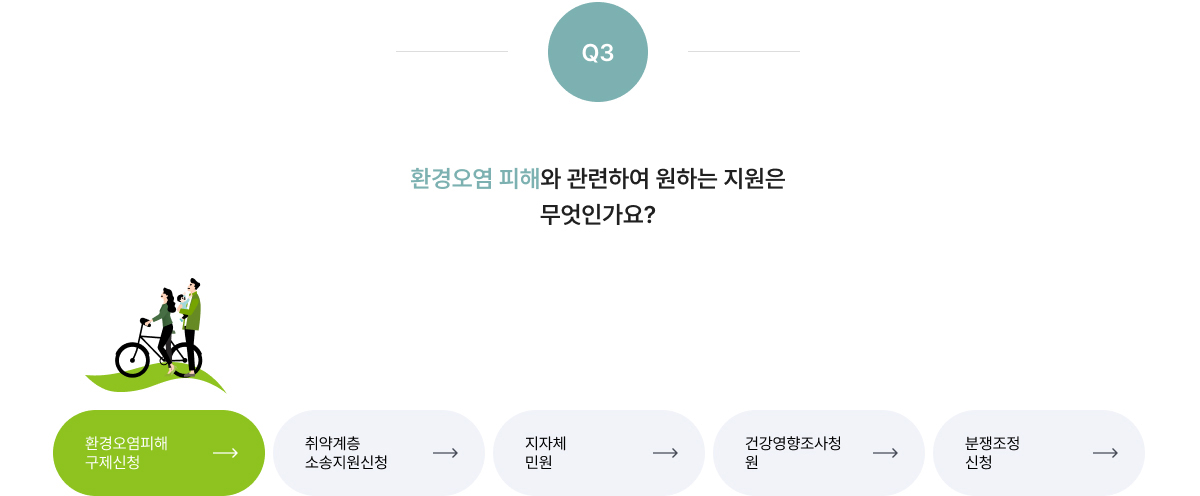 Q3
환경오염 피해와 관련하여 원하는 지원은
무엇인가요?
환경오염피해
구제신청
취약계층
소송지원신청
지자체
민원
건강영향조사청
원
분쟁조정
신청